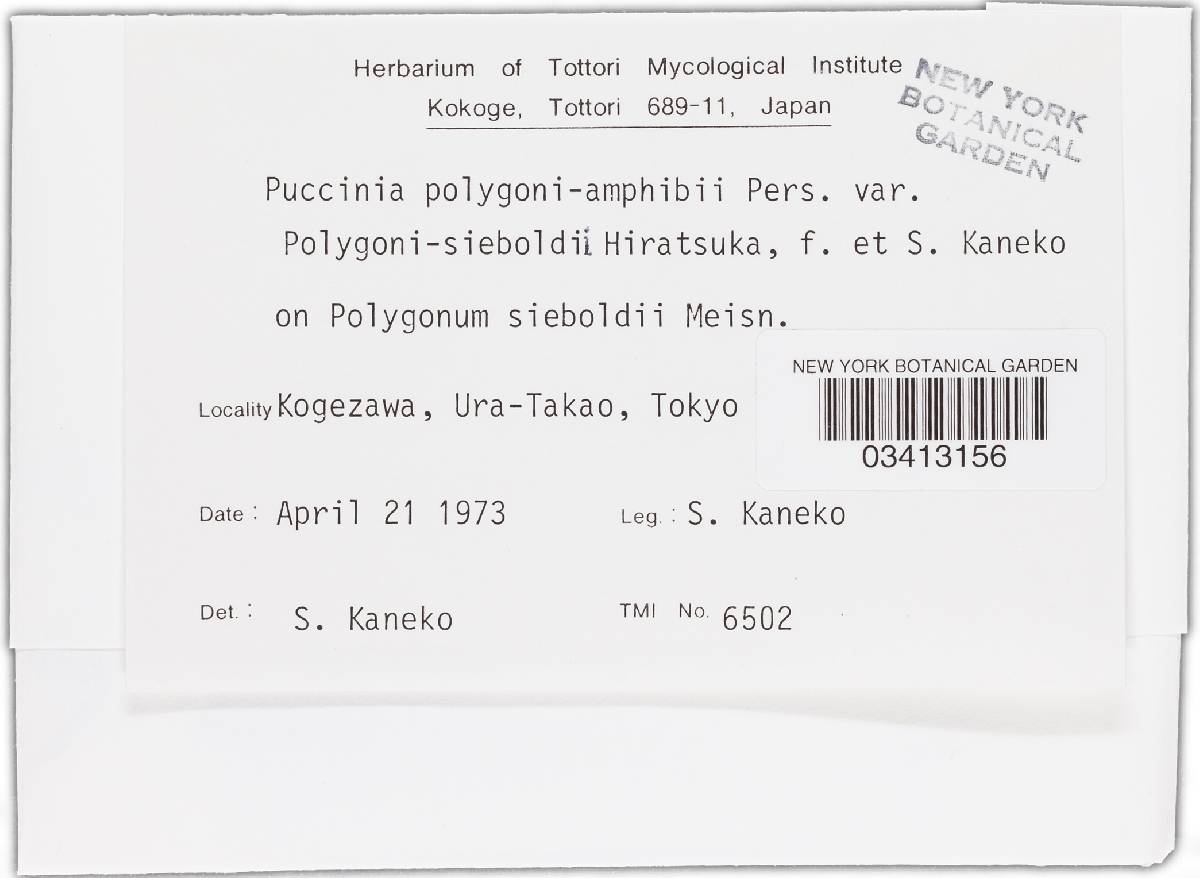 Herbarium of Tottori Mycological Institute
Kokoge, Tottori 689-11, Japan
NEW YORK
BOTANICAL
GARDEN
Puccinia polygoni-amphibii Pers. var.
Polygoni-sieboldii Hiratsuka, f. et S. Kaneko
on Polygonum sieboldii Meisn.
NEW YORK BOTANICAL GARDEN
03413156
Locality Kogezawa, Ura-Takao, Tokyo
Date: April 21 1973 Leg.: S. Kaneko
Det.: S. Kaneko TMI No. 6502